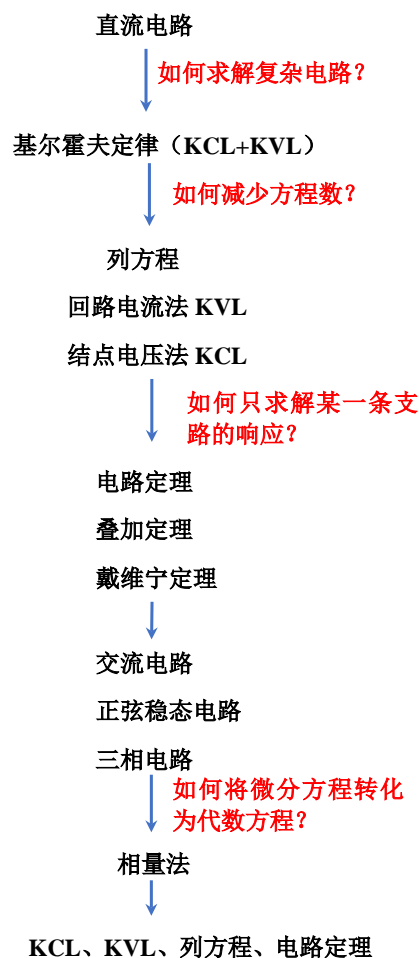 直流电路
如何求解复杂电路？
基尔霍夫定律（KCL+KVL）
如何减少方程数？
列方程
回路电流法 KVL
结点电压法 KCL
如何只求解某一条支
路的响应？
电路定理
叠加定理
戴维宁定理
交流电路
正弦稳态电路
三相电路
如何将微分方程转化
为代数方程？
相量法
KCL、KVL、列方程、电路定理